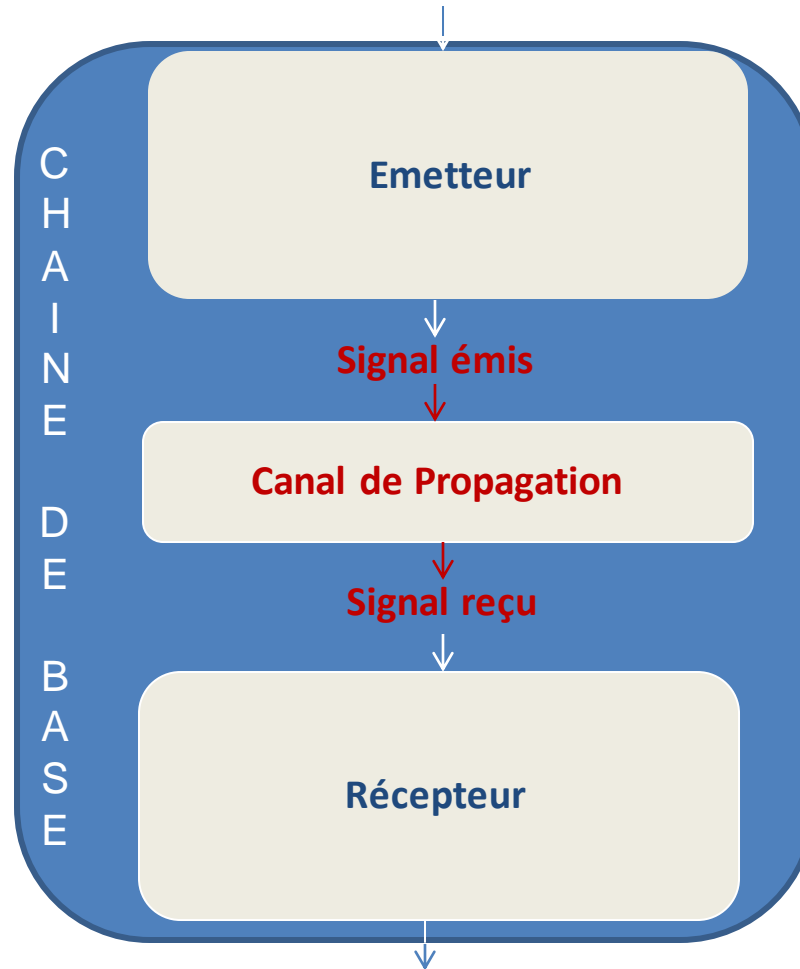 CHAINE DE BASE
Emetteur
Signal émis
Canal de Propagation
Signal reçu
Récepteur